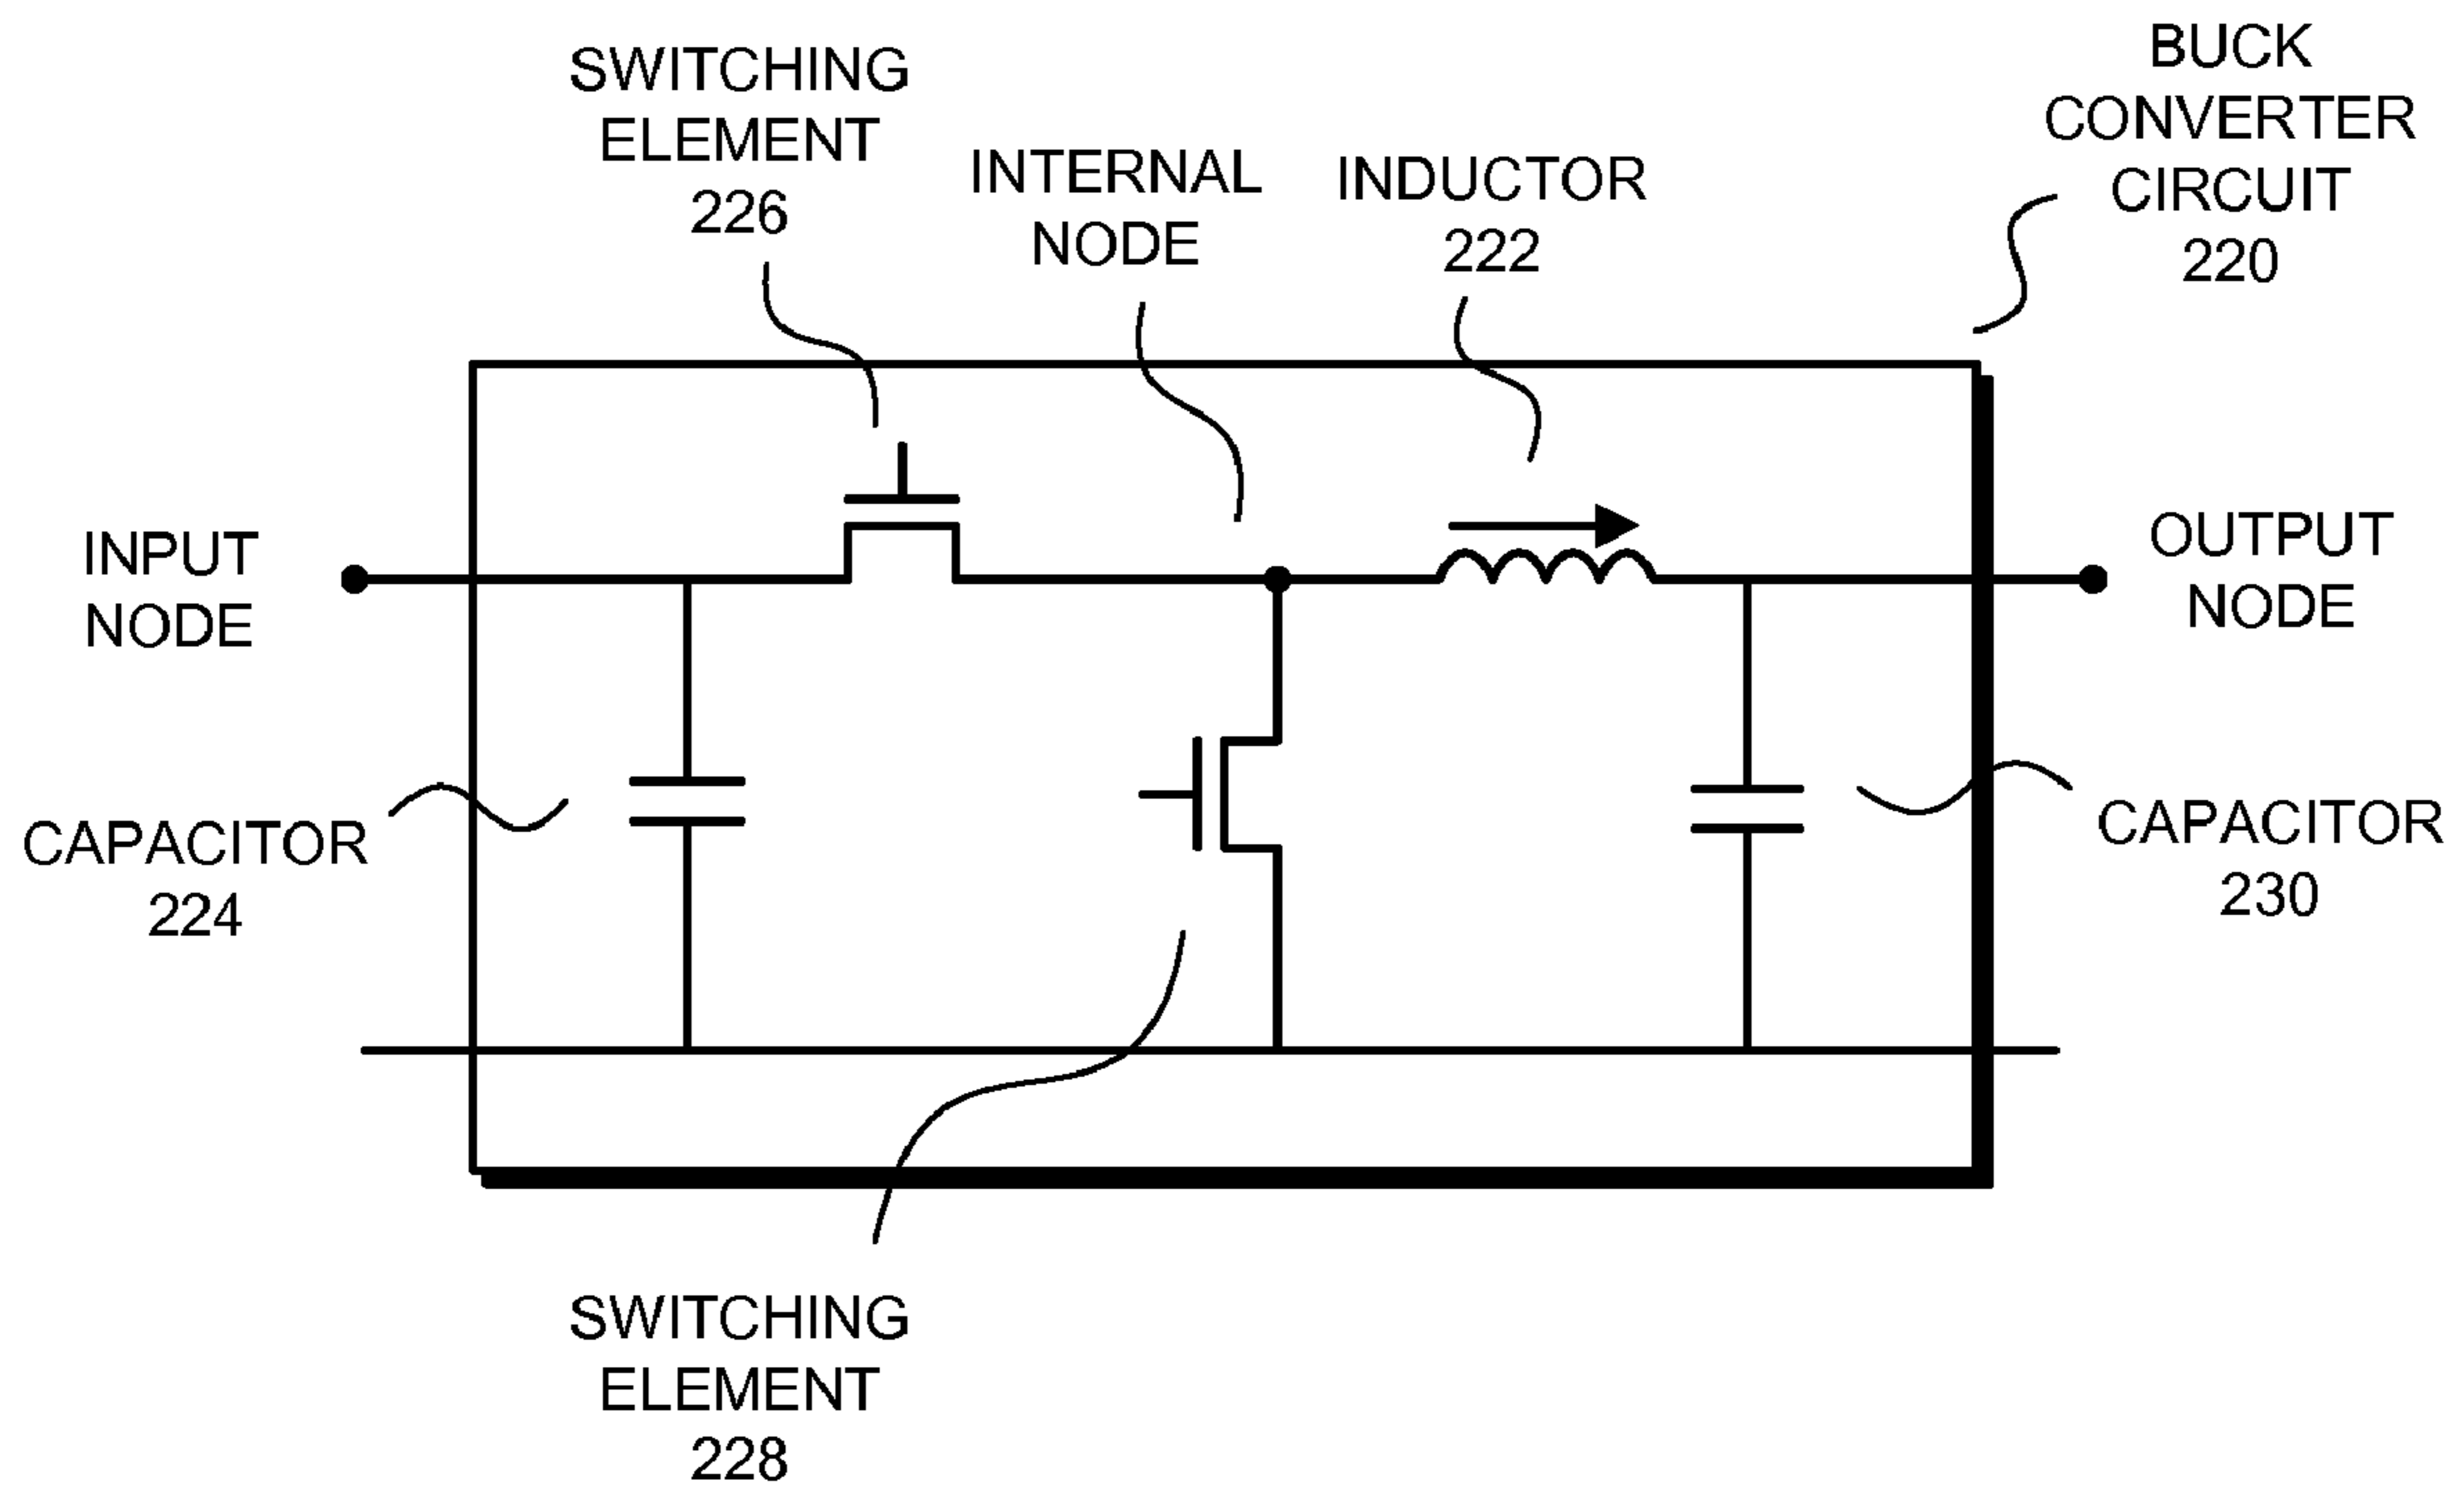 BUCK
CONVERTER
CIRCUIT
220
SWITCHING
ELEMENT
226
INTERNAL
NODE
INDUCTOR
222
INPUT
NODE
OUTPUT
NODE
CAPACITOR
224
CAPACITOR
230
SWITCHING
ELEMENT
228